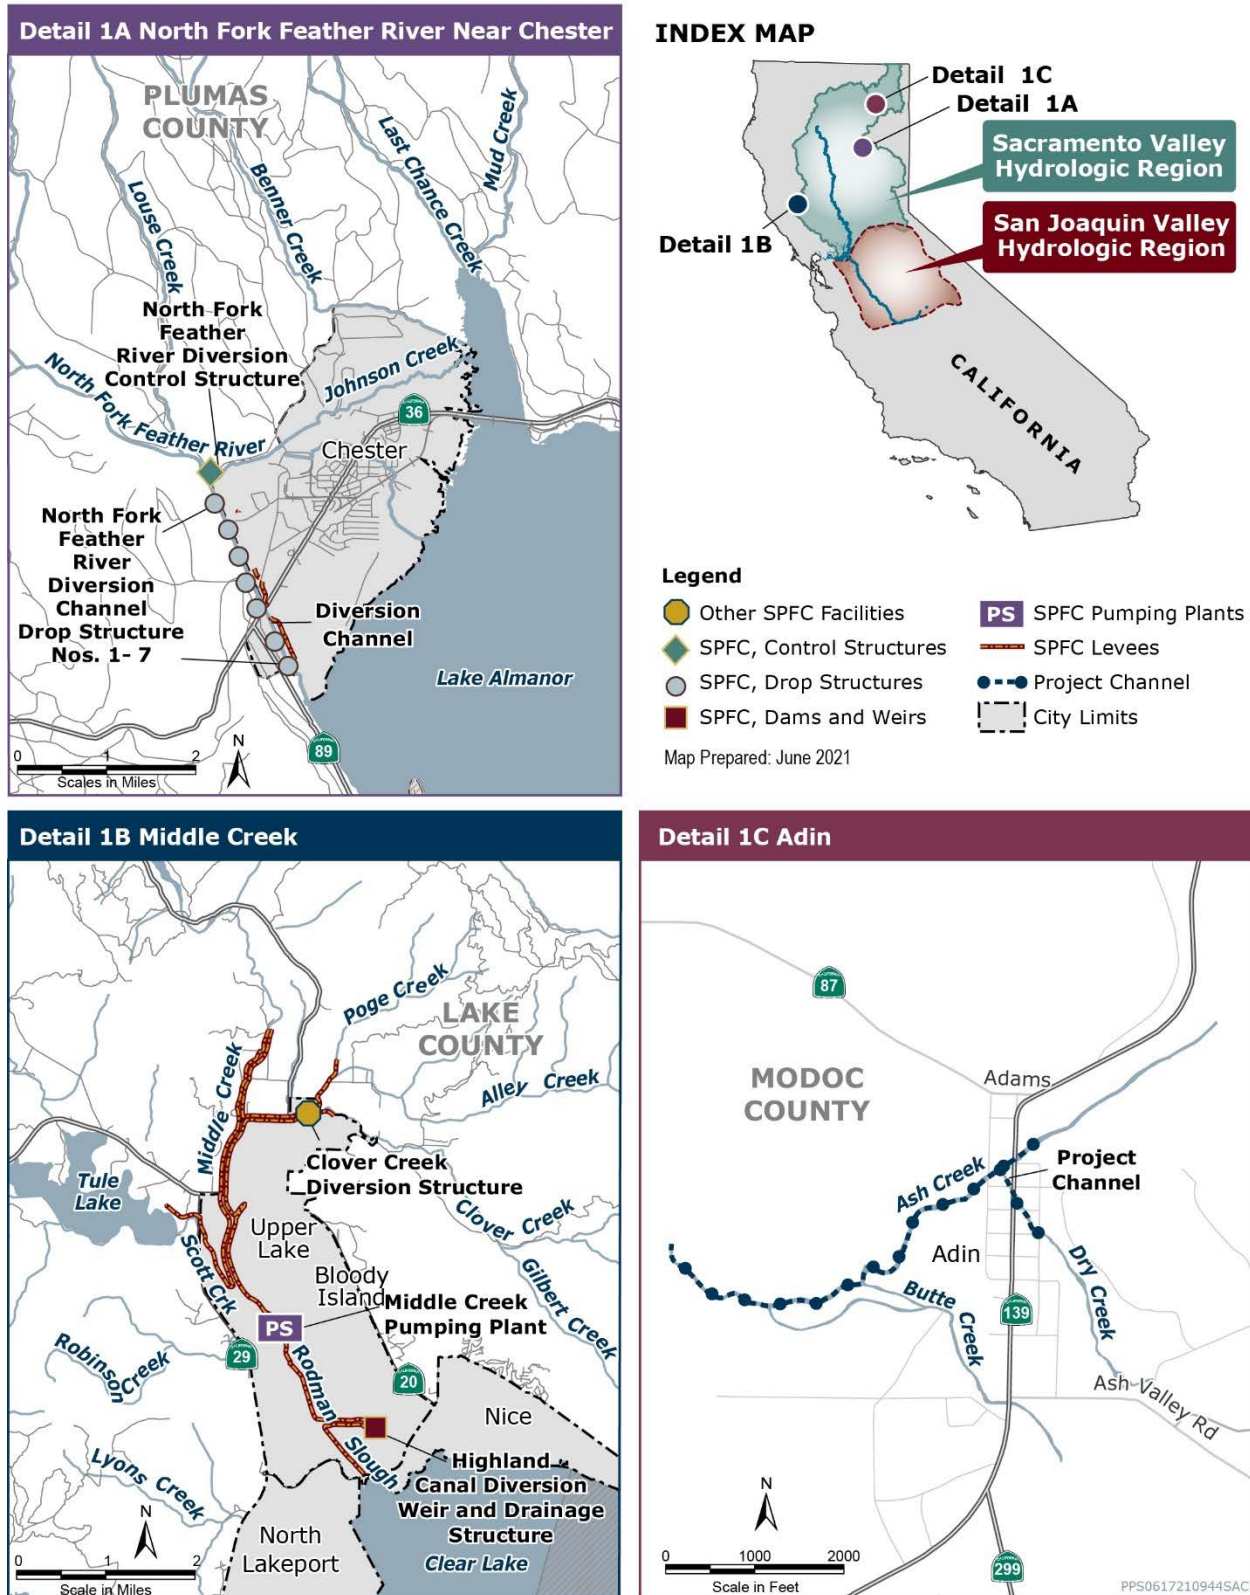 Detail 1A North Fork Feather River Near Chester
PLUMAS
COUNTY
Louse Creek
Benner Creek
Last Chance Creek
Mud Creek
North Fork
Feather
River Diversion
Control Structure
North Fork Feather River
Johnson Creek
36
Chester
North Fork
Feather
River
Diversion
Channel
Drop Structure
Nos. 1- 7
Diversion
Channel
Lake Almanor
89
0 1 2
Scales in Miles
N
INDEX MAP
Detail 1C
Detail 1A
Sacramento Valley
Hydrologic Region
San Joaquin Valley
Hydrologic Region
Detail 1B
CALIFORNIA
Legend
Other SPFC Facilities
SPFC, Control Structures
SPFC, Drop Structures
SPFC, Dams and Weirs
PS SPFC Pumping Plants
SPFC Levees
Project Channel
City Limits
Map Prepared: June 2021
Detail 1B Middle Creek
Poge Creek
LAKE
COUNTY
Alley Creek
Middle Creek
Clover Creek
Diversion Structure
Tule
Lake
Upper
Lake
Clover Creek
Scott Crk
Bloody
Island
Gilbert Creek
Middle Creek
Pumping Plant
PS
29
Robinson
Creek
Rodman
Slough
20
Nice
Highland
Canal Diversion
Weir and Drainage
Structure
Lyons Creek
North
Lakeport
Clear Lake
N
0 1 2
Scale in Miles
Detail 1C Adin
87
MODOC
COUNTY
Adams
Project
Channel
Ash Creek
Adin
Dry Creek
Butte
Creek
139
Ash Valley Rd
N
0 1000 2000
Scale in Feet
299
PPS0617210944SAC